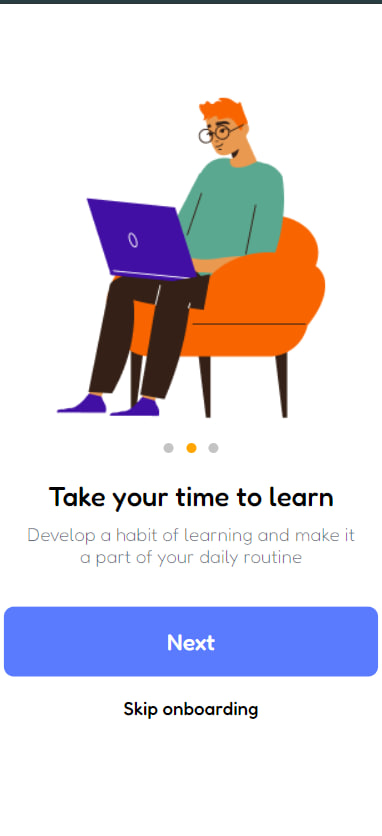 Take your time to learn
Develop a habit of learning and make it
a part of your daily routine
Next
Skip onboarding